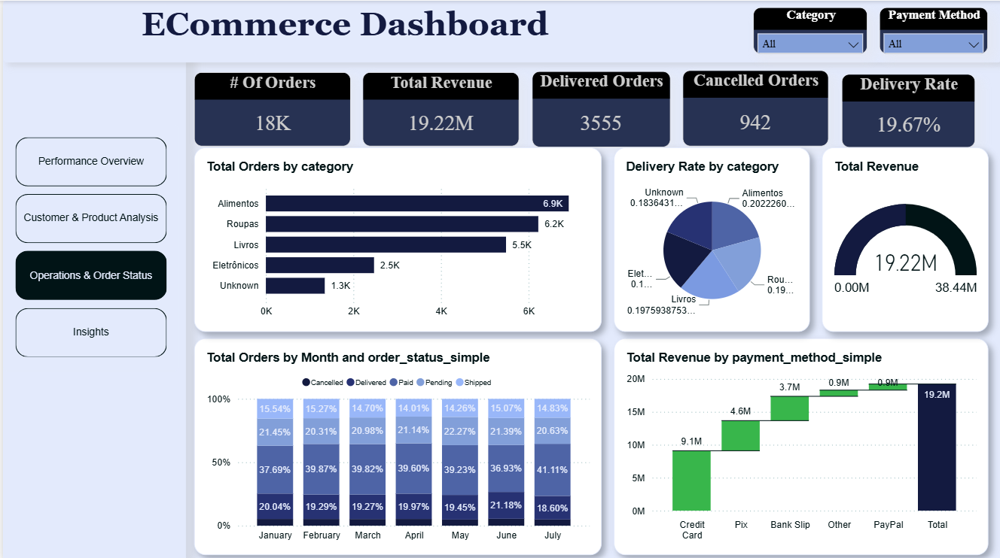 ECommerce Dashboard
Category
All
Payment Method
All
# Of Orders
18K
Total Revenue
19.22M
Delivered Orders
3555
Cancelled Orders
942
Delivery Rate
19.67%
Performance Overview
Customer & Product Analysis
Operations & Order Status
Insights
Total Orders by category
Alimentos
6.9K
Roupas
6.2K
Livros
5.5K
Eletrônicos
2.5K
Unknown
1.3K
0K
2K
4K
6K
Delivery Rate by category
Unknown
0.1836431...
Alimentos
0.2022260...
Elet...
0.1...
Rou...
0.19...
Livros
0.1975938753...
Total Revenue
19.22M
0.00M
38.44M
Total Orders by Month and order_status_simple
Cancelled Delivered Paid Pending Shipped
100%
50%
0%
15.54% 15.27% 14.70% 14.01% 14.26% 15.07% 14.83%
21.45% 20.31% 20.98% 21.14% 22.27% 21.39% 20.63%
37.69% 39.87% 39.82% 39.60% 39.23% 36.93% 41.11%
20.04% 19.29% 19.27% 19.97% 19.45% 21.18% 18.60%
January February March April May June July
Total Revenue by payment_method_simple
20M
15M
10M
5M
0M
9.1M
4.6M
3.7M
0.9M
0.9M
19.2M
Credit
Card
Pix
Bank Slip
Other
PayPal
Total